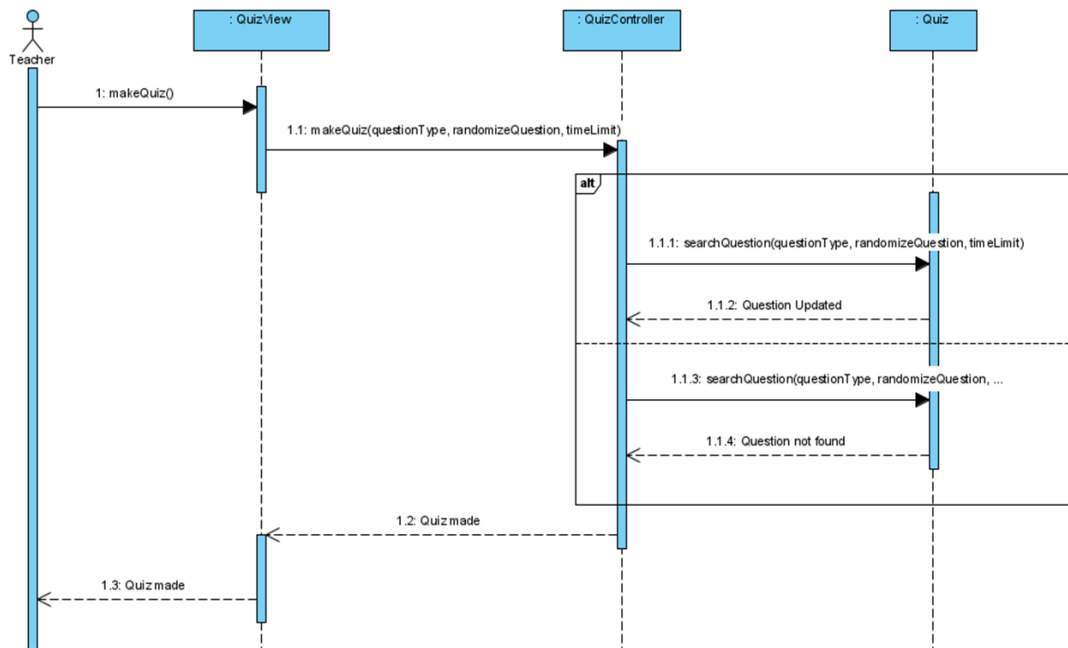 : QuizView
: QuizController
: Quiz
Teacher
1: makeQuiz()
1.1: makeQuiz(questionType, randomizeQuestion, timeLimit)
alt
1.1.1: searchQuestion(questionType, randomizeQuestion, timeLimit)
1.1.2: Question Updated
1.1.3: searchQuestion(questionType, randomizeQuestion, ...
1.1.4: Question not found
1.2: Quiz made
1.3: Quiz made